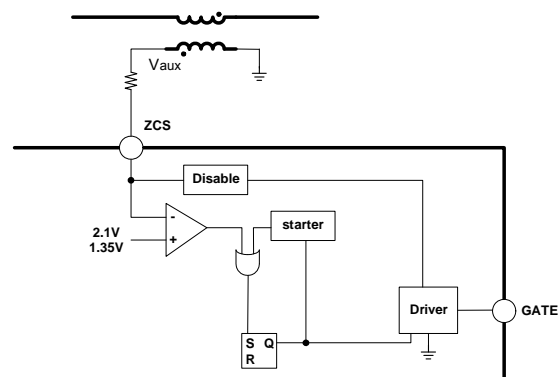 Vaux
ZCS
Disable
-
2.1V
1.35V
+
starter
Driver
GATE
S Q
R